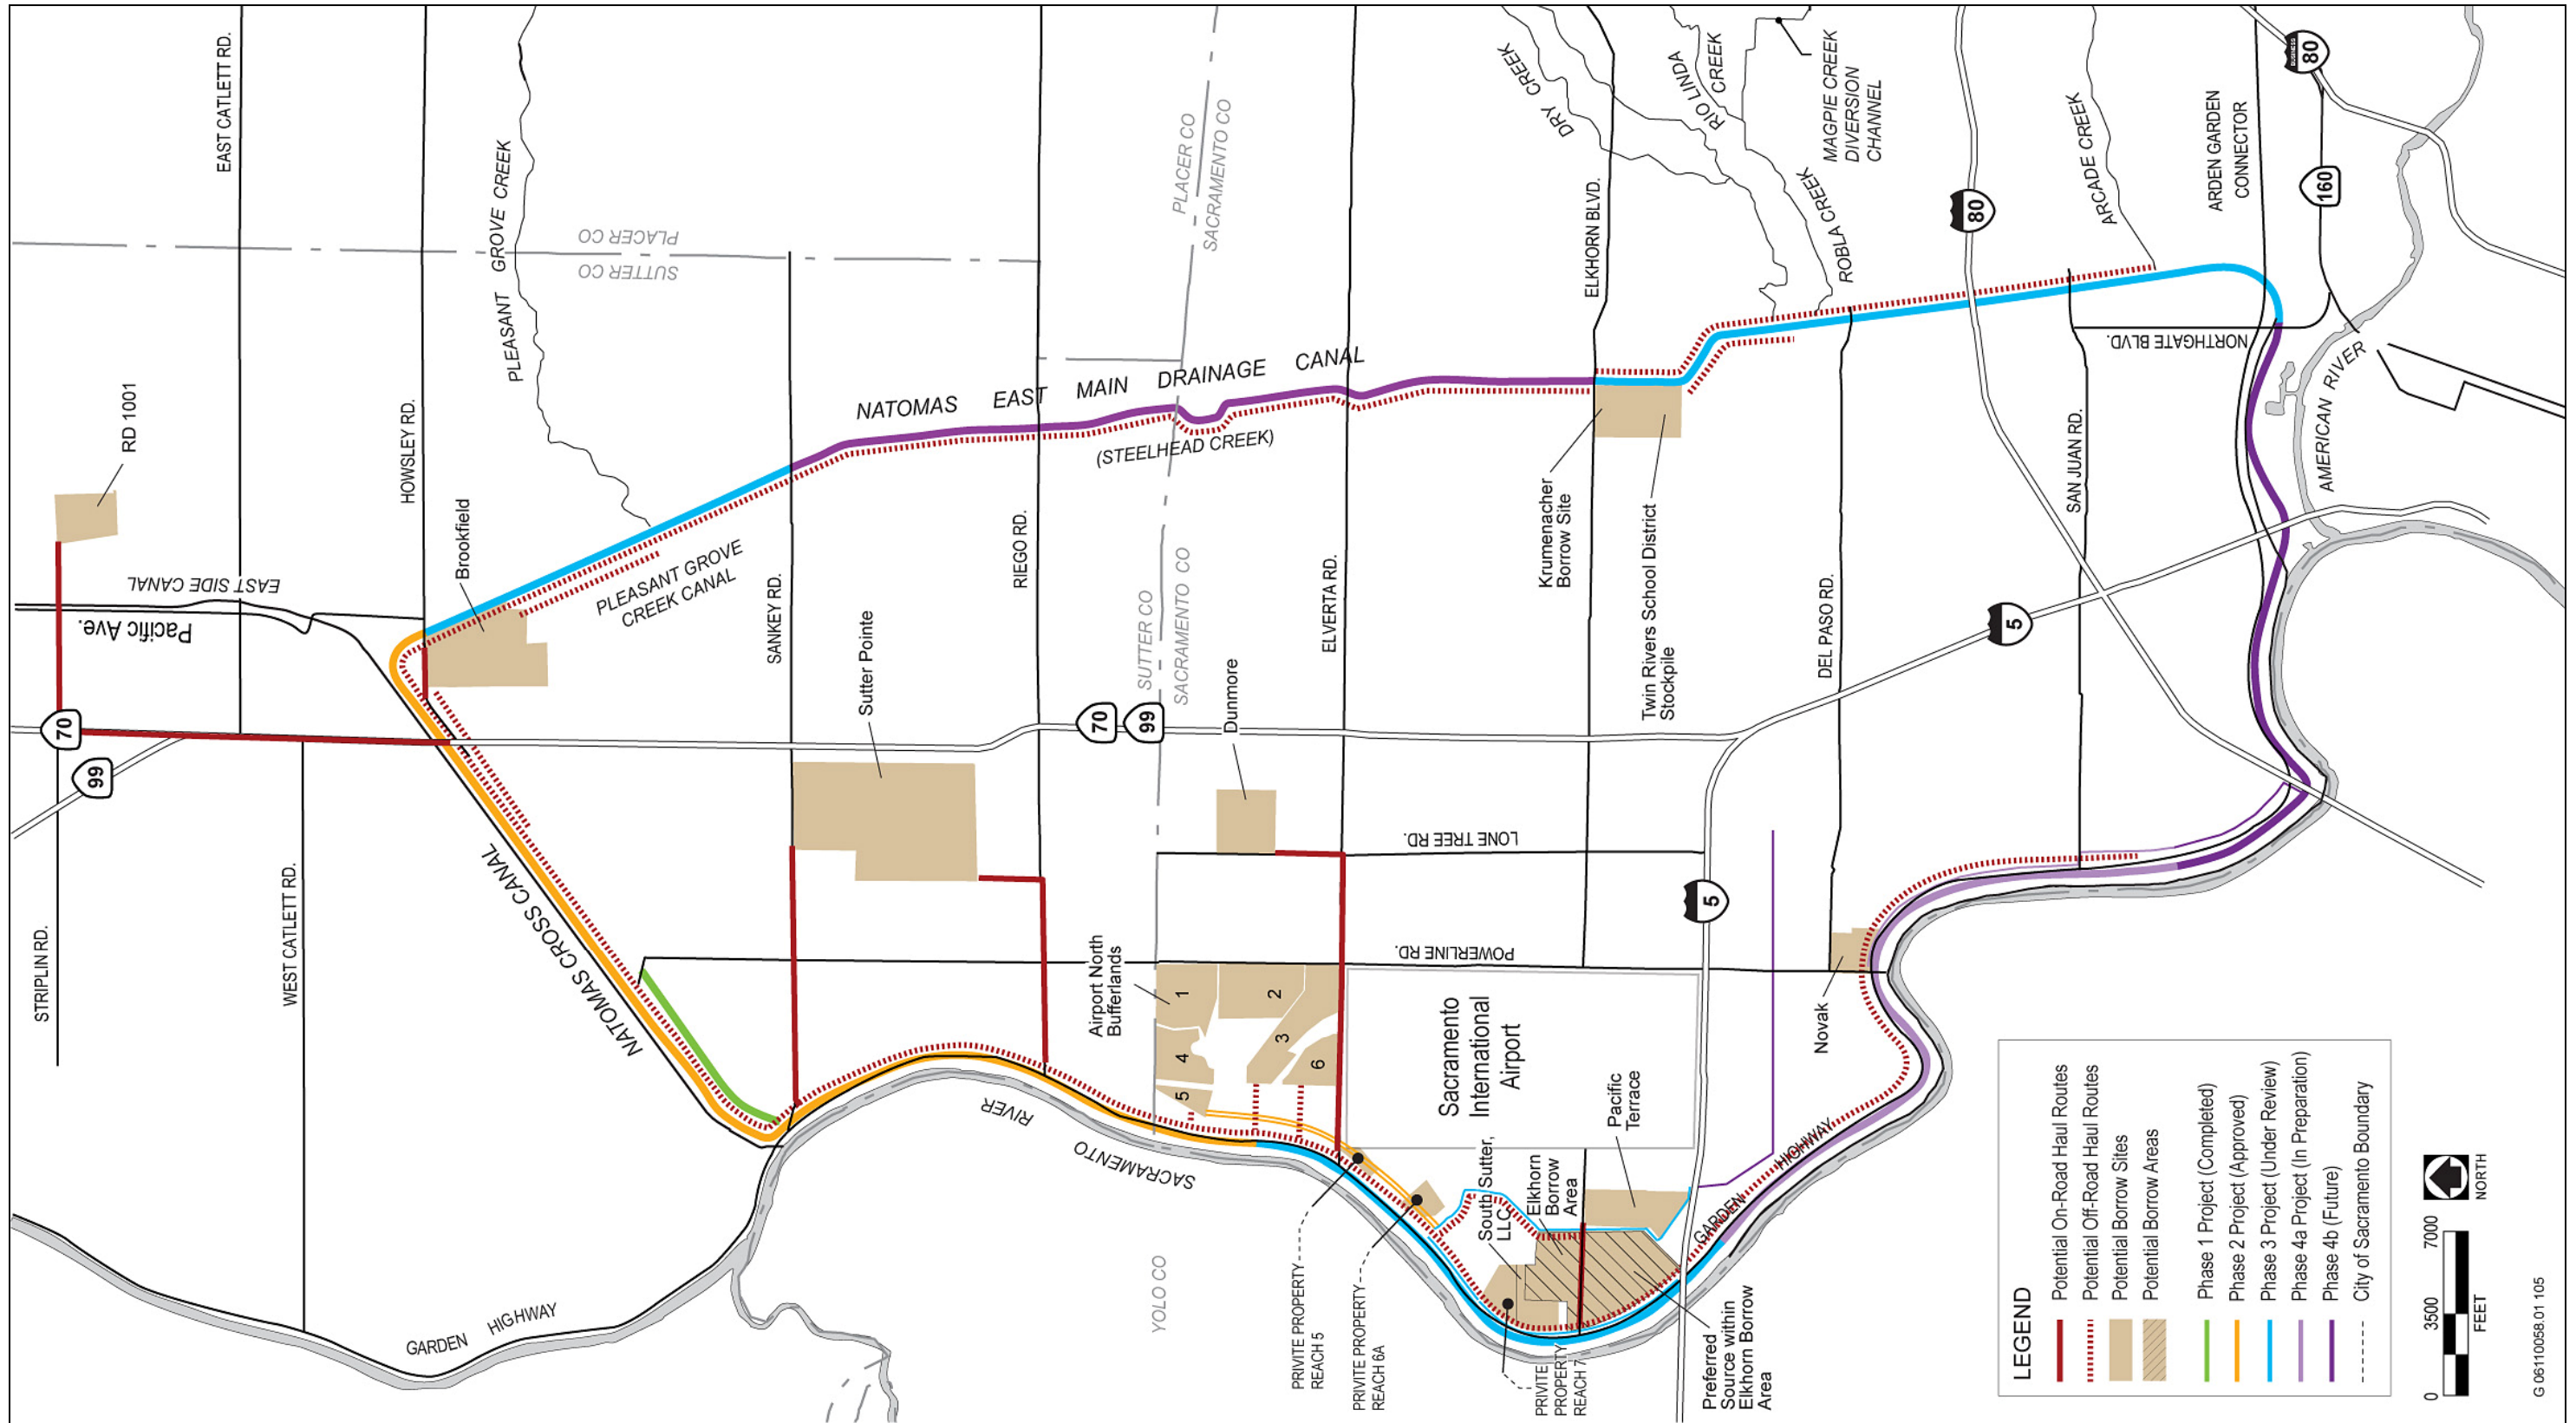 EAST CATLETT RD.
RD 1001
HOWSLEY RD.
PLEASANT GROVE CREEK
PLACER CO
SUTTER CO
PLACER CO
SACRAMENTO CO
DRY CREEK
RIO LINDA
CREEK
MAGPIE CREEK
DIVERSION
CHANNEL
ROBLA CREEK
ARCADE CREEK
ARDEN GARDEN
CONNECTOR
BUSINESS
80
160
80
ELKHORN BLVD.
NORTHGATE BLVD.
AMERICAN RIVER
NATOMAS EAST MAIN DRAINAGE CANAL
(STEELHEAD CREEK)
EAST SIDE CANAL
Pacific Ave.
Brookfield
PLEASANT GROVE
CREEK CANAL
SANKEY RD.
RIEGO RD.
SUTTER CO
SACRAMENTO CO
ELVERTA RD.
Krumenacher
Borrow Site
Twin Rivers School District
Stockpile
DEL PASO RD.
SAN JUAN RD.
5
70
99
70
99
Sutter Pointe
Dunmore
LONE TREE RD.
POWERLINE RD.
5
STRIPLIN RD.
WEST CATLETT RD.
NATOMAS CROSS CANAL
Airport North
Bufferlands
1
2
3
4
5
6
Sacramento
International
Airport
Novak
Pacific
Terrace
South Sutter,
LLC
Elkhorn
Borrow
Area
GARDEN HIGHWAY
SACRAMENTO RIVER
YOLO CO
GARDEN HIGHWAY
PRIVITE PROPERTY
REACH 5
PRIVITE PROPERTY
REACH 6A
PRIVITE
PROPERTY
REACH 7
Preferred
Source within
Elkhorn Borrow
Area
LEGEND
Potential On-Road Haul Routes
Potential Off-Road Haul Routes
Potential Borrow Sites
Potential Borrow Areas
Phase 1 Project (Completed)
Phase 2 Project (Approved)
Phase 3 Project (Under Review)
Phase 4a Project (In Preparation)
Phase 4b (Future)
City of Sacramento Boundary
0 3500 7000
FEET
NORTH
G 06110058.01 105